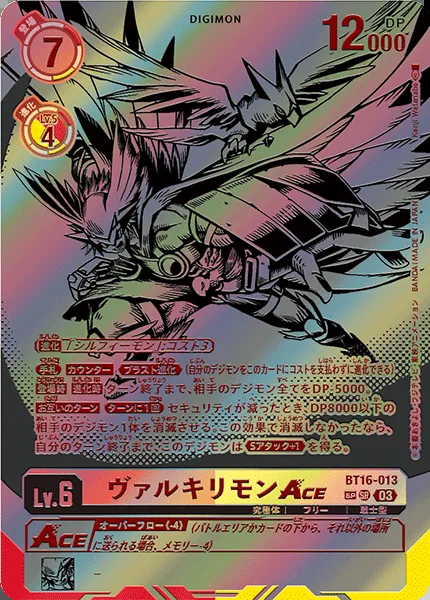 DIGIMON
登場
7
12000
DP
進化
Lv.5
4
Kenji Watanabe
BANDAI MADE IN JAPAN
進化 「シルフィーモン」:コスト3
手札 カウンター ブラスト進化 (自分のデジモンをこのカードにコストを支払わずに進化できる)
登場時 進化時 ターン終了まで、相手のデジモン全てをDP-5000。
お互いのターン ターンに1回 セキュリティが減ったとき、DP8000以下の
相手のデジモン1体を消滅させる。この効果で消滅しなかったなら、
自分のターン終了まで、このデジモンは Sアタック+1 を得る。
BT16-013
Lv.6
ヴァルキリモンACE
SR 03
究極体 フリー 戦士型
ACE
オーバーフロー《-4》 (バトルエリアかカードの下から、それ以外の場所
に送られる場合、メモリー-4)
-